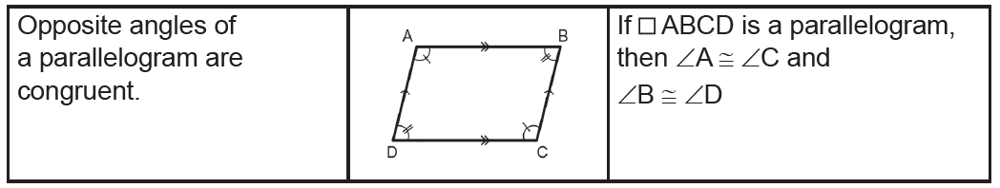 Opposite angles of
a parallelogram are
congruent.
A
B
D
C
If □ ABCD is a parallelogram,
then ∠A ≅ ∠C and
∠B ≅ ∠D